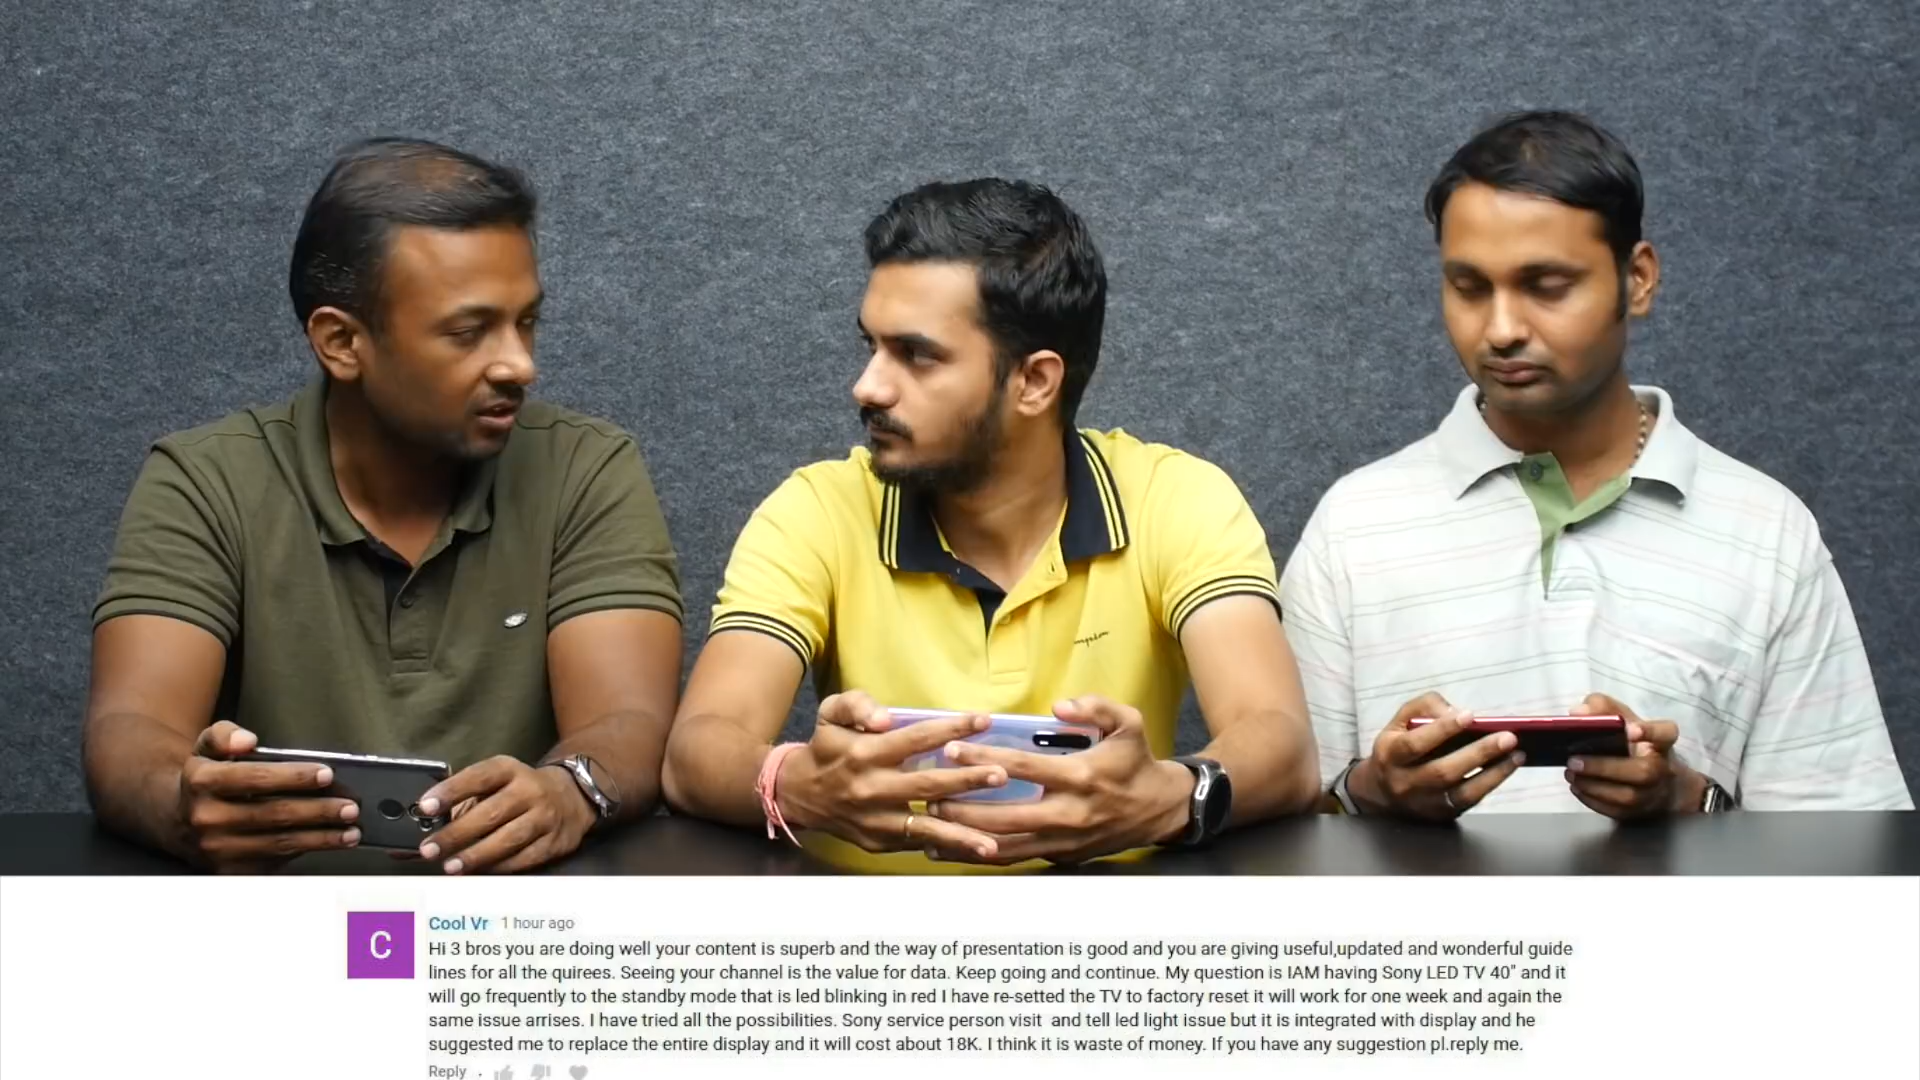 mpion
C
Cool Vr 1 hour ago
Hi 3 bros you are doing well your content is superb and the way of presentation is good and you are giving useful,updated and wonderful guide
lines for all the quirees. Seeing your channel is the value for data. Keep going and continue. My question is IAM having Sony LED TV 40" and it
will go frequently to the standby mode that is led blinking in red I have re-setted the TV to factory reset it will work for one week and again the
same issue arrises. I have tried all the possibilities. Sony service person visit and tell led light issue but it is integrated with display and he
suggested me to replace the entire display and it will cost about 18K. I think it is waste of money. If you have any suggestion pl.reply me.
Reply .